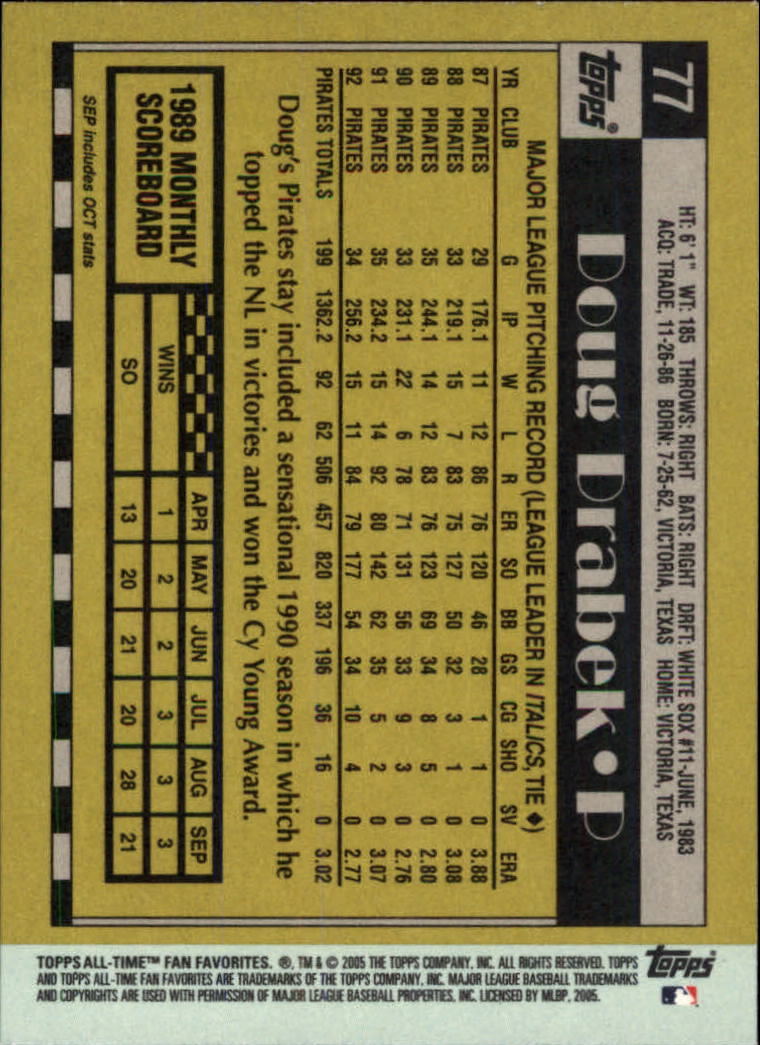 77
HT: 6' 1" WT: 185 THROWS: RIGHT BATS: RIGHT DRFT: WHITE SOX #11-JUNE, 1983
ACQ: TRADE, 11-26-86 BORN: 7-25-62, VICTORIA, TEXAS HOME: VICTORIA, TEXAS
topps® Doug Drabek • P
MAJOR LEAGUE PITCHING RECORD (LEAGUE LEADER IN ITALICS, TIE ♦)
YR CLUB G IP W L R ER SO BB GS CG SHO SV ERA
87 PIRATES 29 176.1 11 12 86 76 120 46 28 1 1 0 3.88
88 PIRATES 33 219.1 15 7 83 75 127 50 32 3 1 0 3.08
89 PIRATES 35 244.1 14 12 83 76 123 69 34 8 5 0 2.80
90 PIRATES 33 231.1 22 6 78 71 131 56 33 9 3 0 2.76
91 PIRATES 35 234.2 15 14 92 80 142 62 35 5 2 0 3.07
92 PIRATES 34 256.2 15 11 84 79 177 54 34 10 4 0 2.77
PIRATES TOTALS 199 1362.2 92 62 506 457 820 337 196 36 16 0 3.02
Doug's Pirates stay included a sensational 1990 season in which he
topped the NL in victories and won the Cy Young Award.
1989 MONTHLY
SCOREBOARD
APR MAY JUN JUL AUG SEP
WINS 1 2 2 3 3 3
SO 13 20 21 20 28 21
SEP includes OCT stats
TOPPS ALL-TIME™ FAN FAVORITES. ®, TM & © 2005 THE TOPPS COMPANY, INC. ALL RIGHTS RESERVED. TOPPS
AND TOPPS ALL-TIME FAN FAVORITES ARE TRADEMARKS OF THE TOPPS COMPANY, INC. MAJOR LEAGUE BASEBALL TRADEMARKS
AND COPYRIGHTS ARE USED WITH PERMISSION OF MAJOR LEAGUE BASEBALL PROPERTIES, INC. LICENSED BY MLBP, 2005.
topps